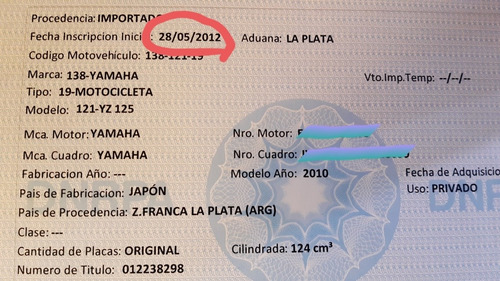 Procedencia: IMPORTADO
Fecha Inscripcion Inicial: 28/05/2012 Aduana: LA PLATA
Codigo Motovehículo: 138-121-19
Marca: 138-YAMAHA Vto.Imp.Temp: --/--/--
Tipo: 19-MOTOCICLETA
Modelo: 121-YZ 125
Mca. Motor: YAMAHA Nro. Motor:
Mca. Cuadro: YAMAHA Nro. Cuadro:
Fabricacion Año: --- Modelo Año: 2010 Fecha de Adquisicio
Pais de Fabricacion: JAPÓN Uso: PRIVADO
Pais de Procedencia: Z.FRANCA LA PLATA (ARG)
Clase: ---
Cantidad de Placas: ORIGINAL Cilindrada: 124 cm³
Numero de Titulo: 012238298